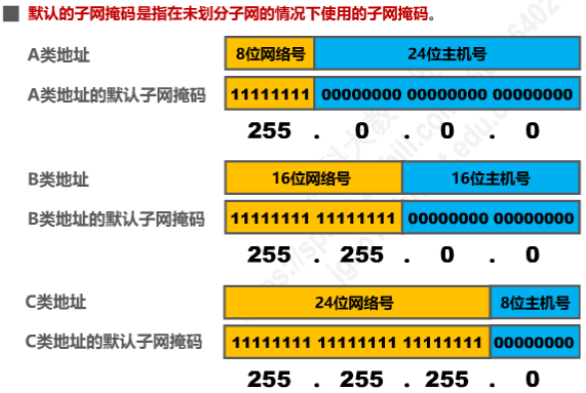 默认的子网掩码是指在未划分子网的情况下使用的子网掩码。
A类地址 8位网络号 24位主机号
A类地址的默认子网掩码 11111111 00000000 00000000 00000000
255 . 0 . 0 . 0
B类地址 16位网络号 16位主机号
B类地址的默认子网掩码 11111111 11111111 00000000 00000000
255 . 255 . 0 . 0
C类地址 24位网络号 8位主机号
C类地址的默认子网掩码 11111111 11111111 11111111 00000000
255 . 255 . 255 . 0